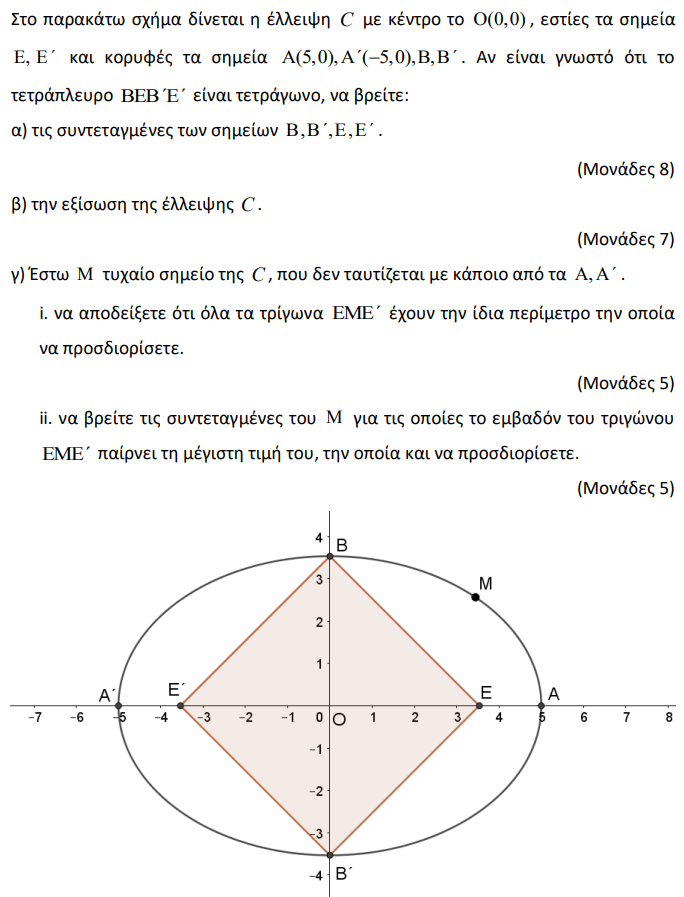 Στο παρακάτω σχήμα δίνεται η έλλειψη C με κέντρο το O(0,0), εστίες τα σημεία
E, E΄ και κορυφές τα σημεία A(5,0), A΄(−5,0), B, B΄. Αν είναι γνωστό ότι το
τετράπλευρο BEB΄E΄ είναι τετράγωνο, να βρείτε:
α) τις συντεταγμένες των σημείων B, B΄, E, E΄.
(Μονάδες 8)
β) την εξίσωση της έλλειψης C.
(Μονάδες 7)
γ) Έστω M τυχαίο σημείο της C, που δεν ταυτίζεται με κάποιο από τα A, A΄.
i. να αποδείξετε ότι όλα τα τρίγωνα EME΄ έχουν την ίδια περίμετρο την οποία
να προσδιορίσετε.
(Μονάδες 5)
ii. να βρείτε τις συντεταγμένες του M για τις οποίες το εμβαδόν του τριγώνου
EME΄ παίρνει τη μέγιστη τιμή του, την οποία και να προσδιορίσετε.
(Μονάδες 5)
4 B
3 M
2
1
A΄ E΄ E A
−7 −6 −5 −4 −3 −2 −1 0 O 1 2 3 4 5 6 7 8
−1
−2
−3
−4 B΄